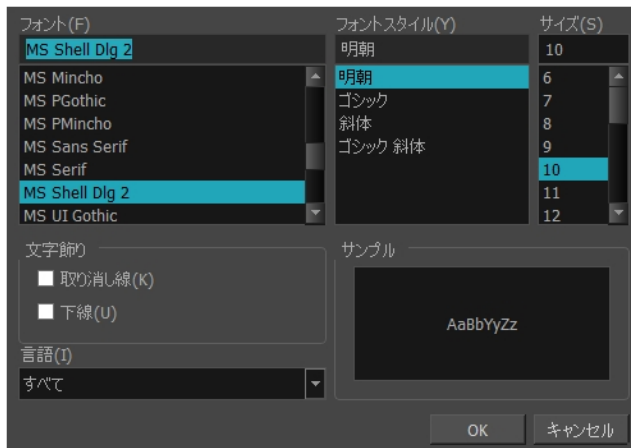 フォント(F)
MS Shell Dlg 2
MS Mincho
MS PGothic
MS PMincho
MS Sans Serif
MS Serif
MS Shell Dlg 2
MS UI Gothic
フォントスタイル(Y)
明朝
明朝
ゴシック
斜体
ゴシック 斜体
サイズ(S)
10
6
7
8
9
10
11
12
文字飾り
取り消し線(K)
下線(U)
言語(I)
すべて
サンプル
AaBbYyZz
OK
キャンセル